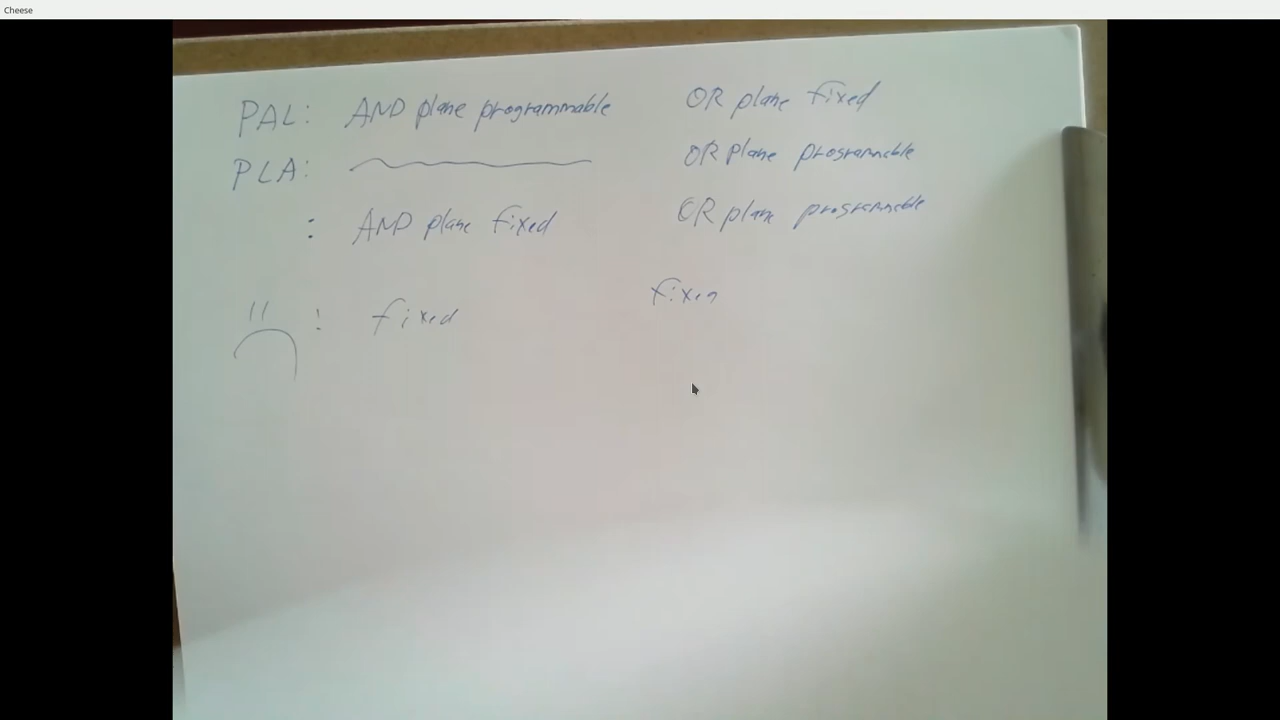 Cheese
PAL: AND plane programmable OR plane fixed
PLA: OR plane programmable
: AND plane fixed OR plane programmable
: fixed fixed